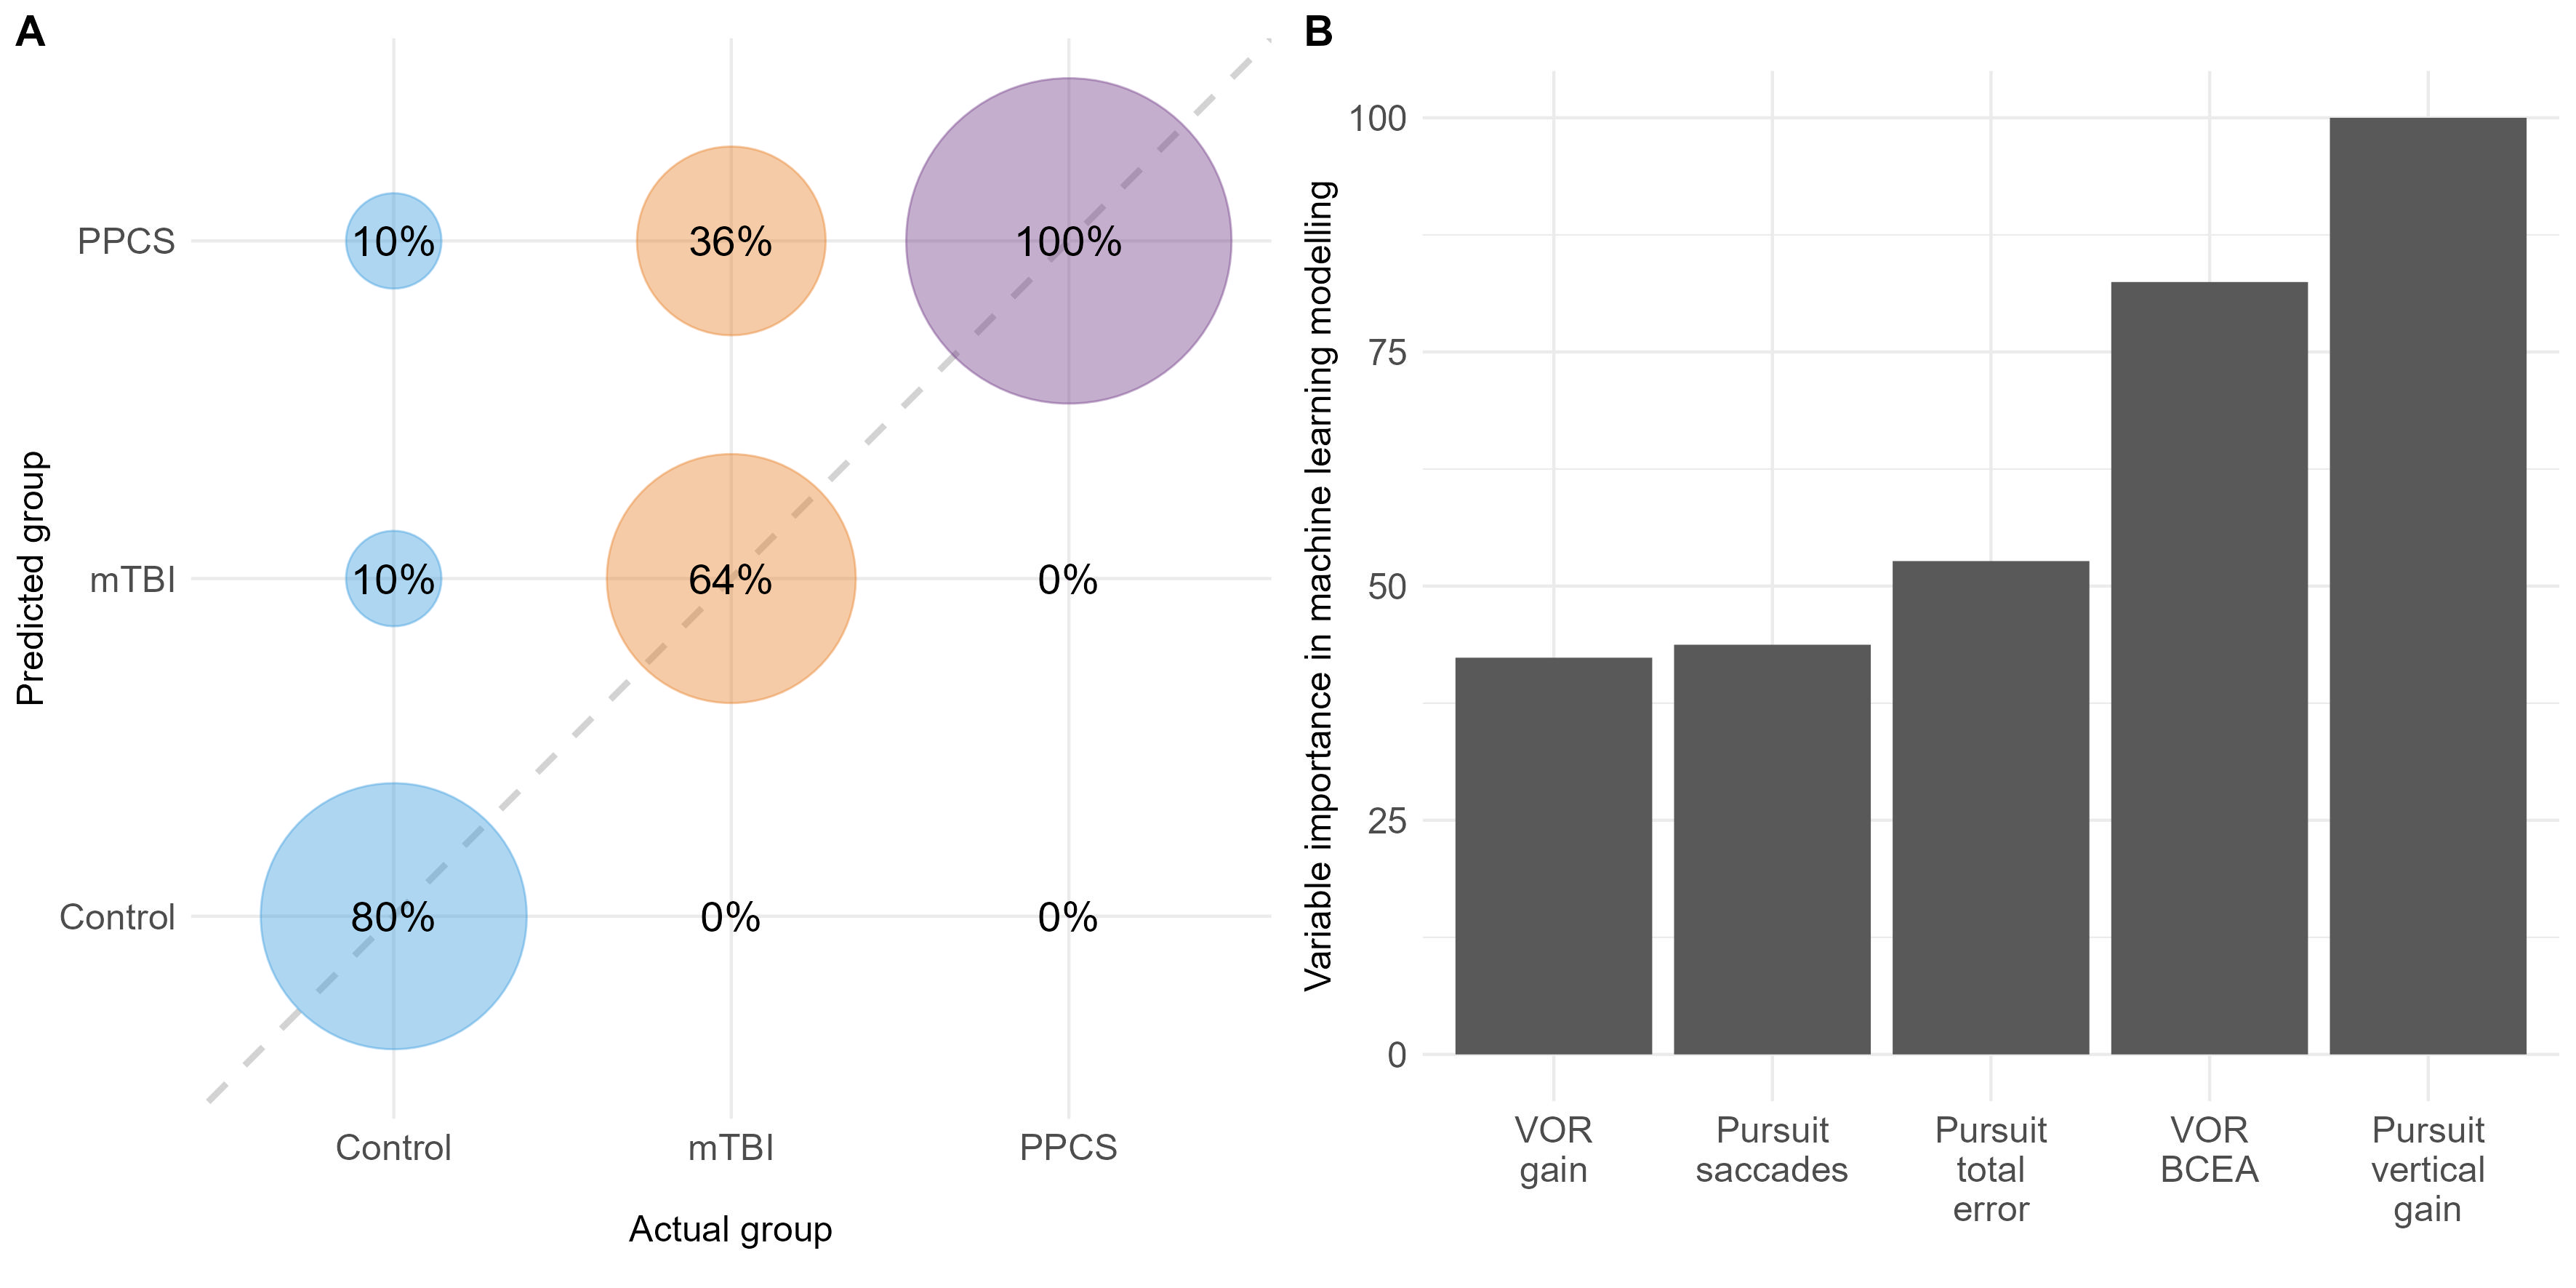 A
Predicted group
PPCS
10%
36%
100%
mTBI
10%
64%
0%
Control
80%
0%
0%
Control
mTBI
PPCS
Actual group
B
Variable importance in machine learning modelling
100
75
50
25
0
VOR
gain
Pursuit
saccades
Pursuit
total
error
VOR
BCEA
Pursuit
vertical
gain